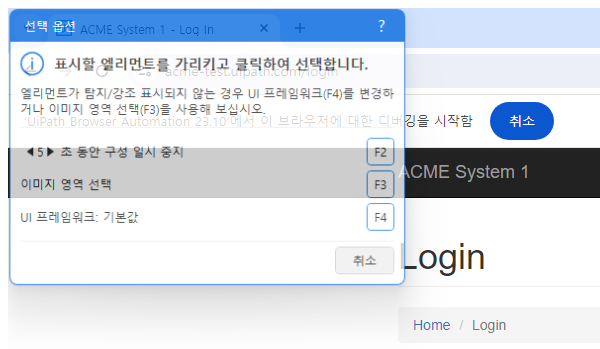 선택 옵션
ACME System 1 - Log In
?
표시할 엘리먼트를 가리키고 클릭하여 선택합니다.
acme-test.uipath.com/login
엘리먼트가 탐지/강조 표시되지 않는 경우 UI 프레임워크(F4)를 변경하
거나 이미지 영역 선택(F3)을 사용해 보십시오.
'UiPath Browser Automation 23.10'에서 이 브라우저에 대한 디버깅을 시작함
취소
5 초 동안 구성 일시 중지
F2
ACME System 1
이미지 영역 선택
F3
UI 프레임워크: 기본값
F4
취소
Login
Home / Login